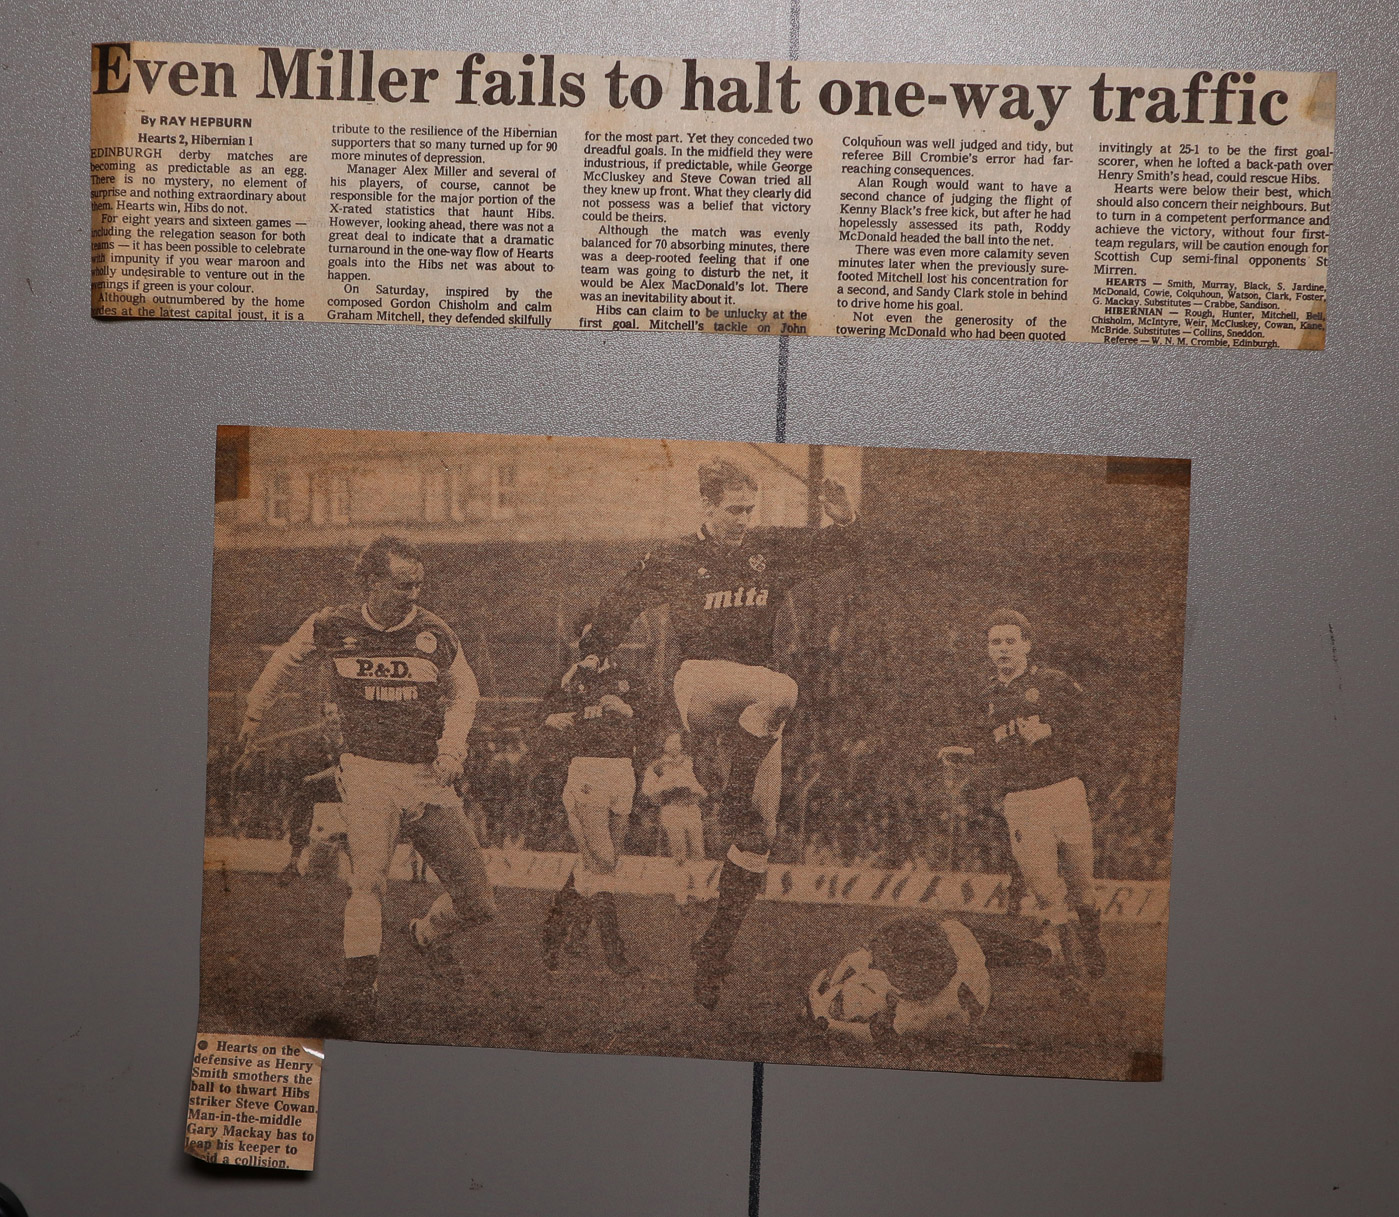 Even Miller fails to halt one-way traffic
By RAY HEPBURN
Hearts 2, Hibernian 1
EDINBURGH derby matches are
becoming as predictable as an egg.
There is no mystery, no element of
surprise and nothing extraordinary about
them. Hearts win, Hibs do not.
For eight years and sixteen games —
including the relegation season for both
teams — it has been possible to celebrate
with impunity if you wear maroon and
wholly undesirable to venture out in the
evenings if green is your colour.
Although outnumbered by the home
sides at the latest capital joust, it is a
tribute to the resilience of the Hibernian
supporters that so many turned up for 90
more minutes of depression.
Manager Alex Miller and several of
his players, of course, cannot be
responsible for the major portion of the
X-rated statistics that haunt Hibs.
However, looking ahead, there was not a
great deal to indicate that a dramatic
turnaround in the one-way flow of Hearts
goals into the Hibs net was about to
happen.
On Saturday, inspired by the
composed Gordon Chisholm and calm
Graham Mitchell, they defended skilfully
for the most part. Yet they conceded two
dreadful goals. In the midfield they were
industrious, if predictable, while George
McCluskey and Steve Cowan tried all
they knew up front. What they clearly did
not possess was a belief that victory
could be theirs.
Although the match was evenly
balanced for 70 absorbing minutes, there
was a deep-rooted feeling that if one
team was going to disturb the net, it
would be Alex MacDonald's lot. There
was an inevitability about it.
Hibs can claim to be unlucky at the
first goal. Mitchell's tackle on John
Colquhoun was well judged and tidy, but
referee Bill Crombie's error had far-
reaching consequences.
Alan Rough would want to have a
second chance of judging the flight of
Kenny Black's free kick, but after he had
hopelessly assessed its path, Roddy
McDonald headed the ball into the net.
There was even more calamity seven
minutes later when the previously sure-
footed Mitchell lost his concentration for
a second, and Sandy Clark stole in behind
to drive home his goal.
Not even the generosity of the
towering McDonald who had been quoted
invitingly at 25-1 to be the first goal-
scorer, when he lofted a back-path over
Henry Smith's head, could rescue Hibs.
Hearts were below their best, which
should also concern their neighbours. But
to turn in a competent performance and
achieve the victory, without four first-
team regulars, will be caution enough for
Scottish Cup semi-final opponents St
Mirren.
HEARTS — Smith, Murray, Black, S. Jardine,
McDonald, Cowie, Colquhoun, Watson, Clark, Foster,
G. Mackay. Substitutes — Crabbe, Sandison.
HIBERNIAN — Rough, Hunter, Mitchell, Bell,
Chisholm, McIntyre, Weir, McCluskey, Cowan, Kane,
McBride. Substitutes — Collins, Sneddon.
Referee — W. N. M. Crombie, Edinburgh.
mita
P.&D.
WINDOWS
mita
● Hearts on the
defensive as Henry
Smith smothers the
ball to thwart Hibs
striker Steve Cowan.
Man-in-the-middle
Gary Mackay has to
leap his keeper to
avoid a collision.